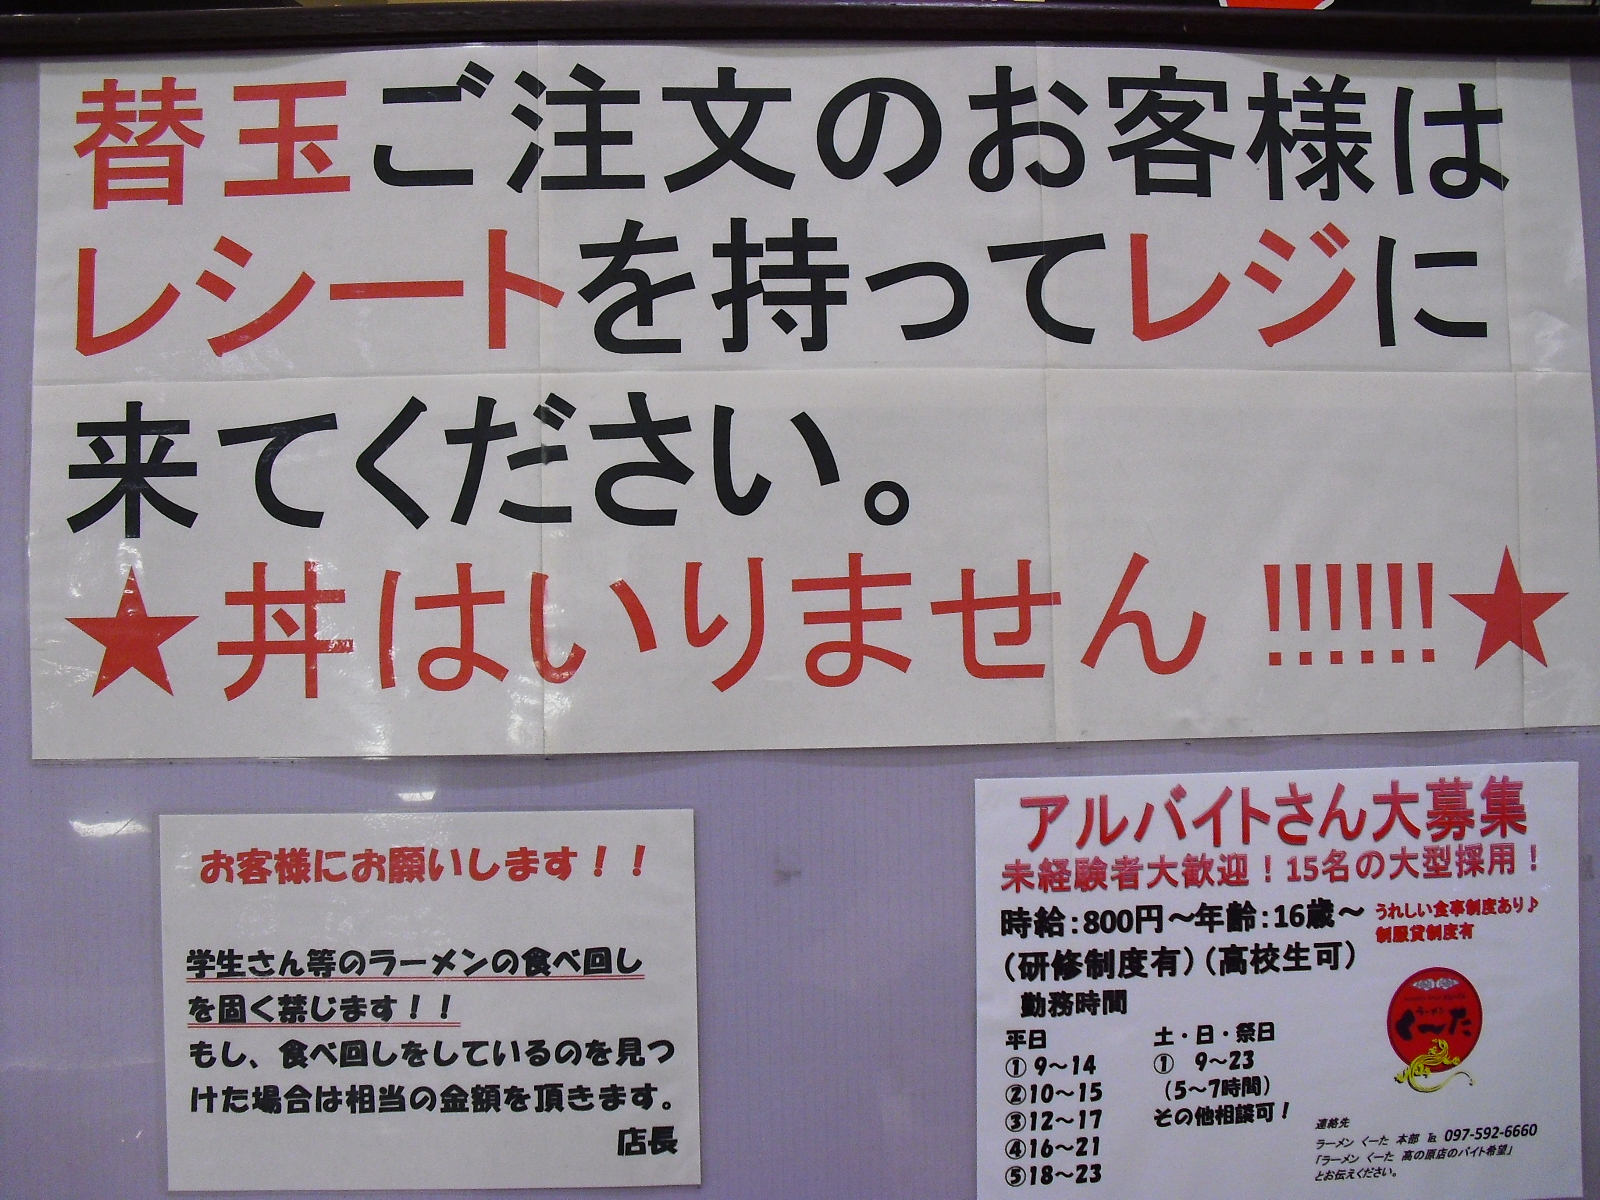 替玉ご注文のお客様は
レシートを持ってレジに
来てください。
★丼はいりません!!!!!!★
お客様にお願いします！！
学生さん等のラーメンの食べ回し
を固く禁じます！！
もし、食べ回しをしているのを見つ
けた場合は相当の金額を頂きます。
店長
アルバイトさん大募集
未経験者大歓迎！15名の大型採用！
時給:800円～年齢:16歳～
うれしい食事制度あり♪
制服貸制度有
（研修制度有）（高校生可）
勤務時間
平日
①9～14
②10～15
③12～17
④16～21
⑤18～23
土・日・祭日
① 9～23
（5～7時間）
その他相談可！
ラーメン
く～た
連絡先
ラーメン くーた 本部 ℡ 097-592-6660
「ラーメン くーた 高の原店のバイト希望」
とお伝えください。